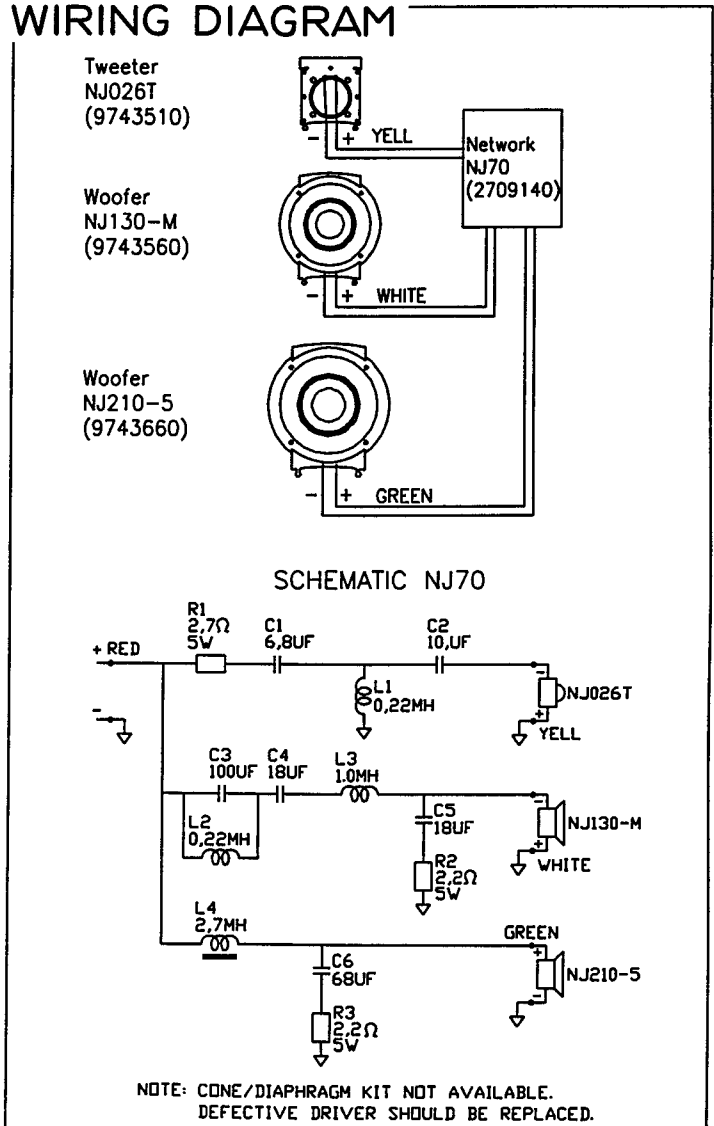 WIRING DIAGRAM
Tweeter
NJ026T
(9743510)
- + YELL
Network
NJ70
(2709140)
Woofer
NJ130-M
(9743560)
- + WHITE
Woofer
NJ210-5
(9743660)
- + GREEN
SCHEMATIC NJ70
R1
2,7Ω
5W
C1
6,8UF
C2
10,UF
+ RED
-
L1
0,22MH
-
NJ026T
+
YELL
C3
100UF
C4
18UF
L3
1.0MH
L2
0,22MH
C5
18UF
R2
2,2Ω
5W
-
NJ130-M
+
WHITE
L4
2,7MH
GREEN
+
C6
68UF
NJ210-5
-
R3
2,2Ω
5W
NOTE: CONE/DIAPHRAGM KIT NOT AVAILABLE.
DEFECTIVE DRIVER SHOULD BE REPLACED.